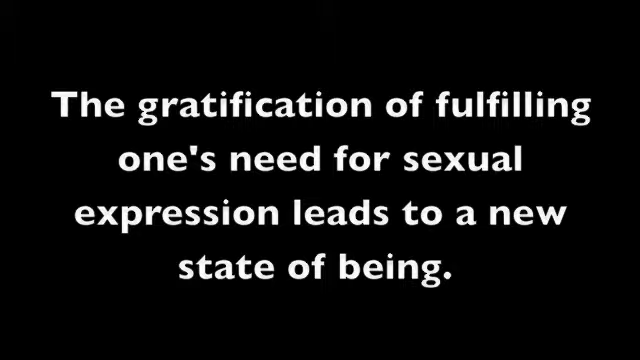 The gratification of fulfilling
one's need for sexual
expression leads to a new
state of being.